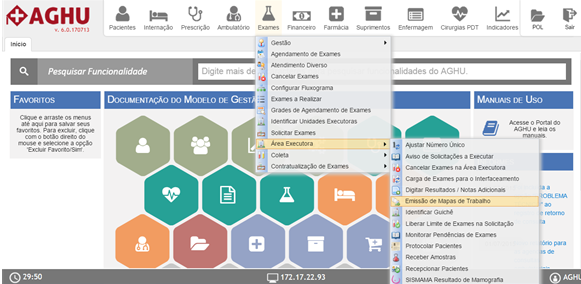 AGHU
v. 6.0.170713
Pacientes Internação Prescrição Ambulatório Exames Financeiro Farmácia Suprimentos Enfermagem Cirurgias PDT Indicadores POL Sair
Início
Pesquisar Funcionalidade
Digite mais de
nalidades do AGHU.
Favoritos
Clique e arraste os menus
até aqui para salvar seus
favoritos. Para excluir, clique
com o botão direito do
mouse e selecione a opção
'Excluir Favorito/Sim'.
Documentação do Modelo de Gestã
Manuais de Uso
Acesse o Portal do
AGHU e leia os
manuais.
Gestão
Agendamento de Exames
Atendimento Diverso
Cancelar Exames
Configurar Fluxograma
Exames a Realizar
Grades de Agendamento de Exames
Identificar Unidades Executoras
Solicitar Exames
Área Executora
Coleta
Contratualização de Exames
Ajustar Número Único
Aviso de Solicitações a Executar
Cancelar Exames na Área Executora
Carga de Exames para o Interfaceamento
Digitar Resultados / Notas Adicionais
Emissão de Mapas de Trabalho
Identificar Guichê
Liberar Limite de Exames na Solicitação
Monitorar Pendências de Exames
Protocolar Pacientes
Receber Amostras
Recepcionar Pacientes
SISMAMA Resultado de Mamografia
29:50
172.17.22.93
AGHU